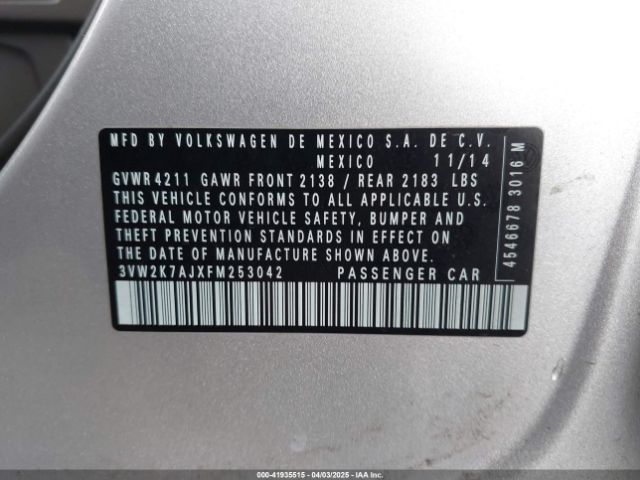 MFD BY VOLKSWAGEN DE MEXICO S.A. DE C.V.
MEXICO 11/14
GVWR 4211 GAWR FRONT 2138 / REAR 2183 LBS
THIS VEHICLE CONFORMS TO ALL APPLICABLE U.S.
FEDERAL MOTOR VEHICLE SAFETY, BUMPER AND
THEFT PREVENTION STANDARDS IN EFFECT ON
THE DATE OF MANUFACTURE SHOWN ABOVE.
3VW2K7AJXFM253042 PASSENGER CAR
4546678 3016 M
000-41935515 - 04/03/2025 - IAAI.COM